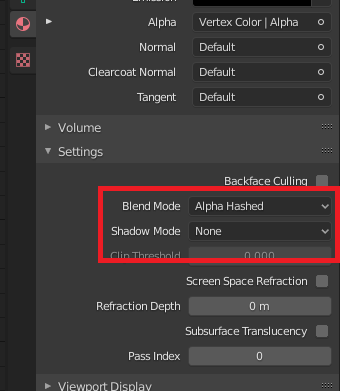 Emission
Alpha Vertex Color | Alpha
Normal Default
Clearcoat Normal Default
Tangent Default
Volume
Settings
Backface Culling
Blend Mode Alpha Hashed
Shadow Mode None
Clip Threshold 0.000
Screen Space Refraction
Refraction Depth 0 m
Subsurface Translucency
Pass Index 0
Viewport Display